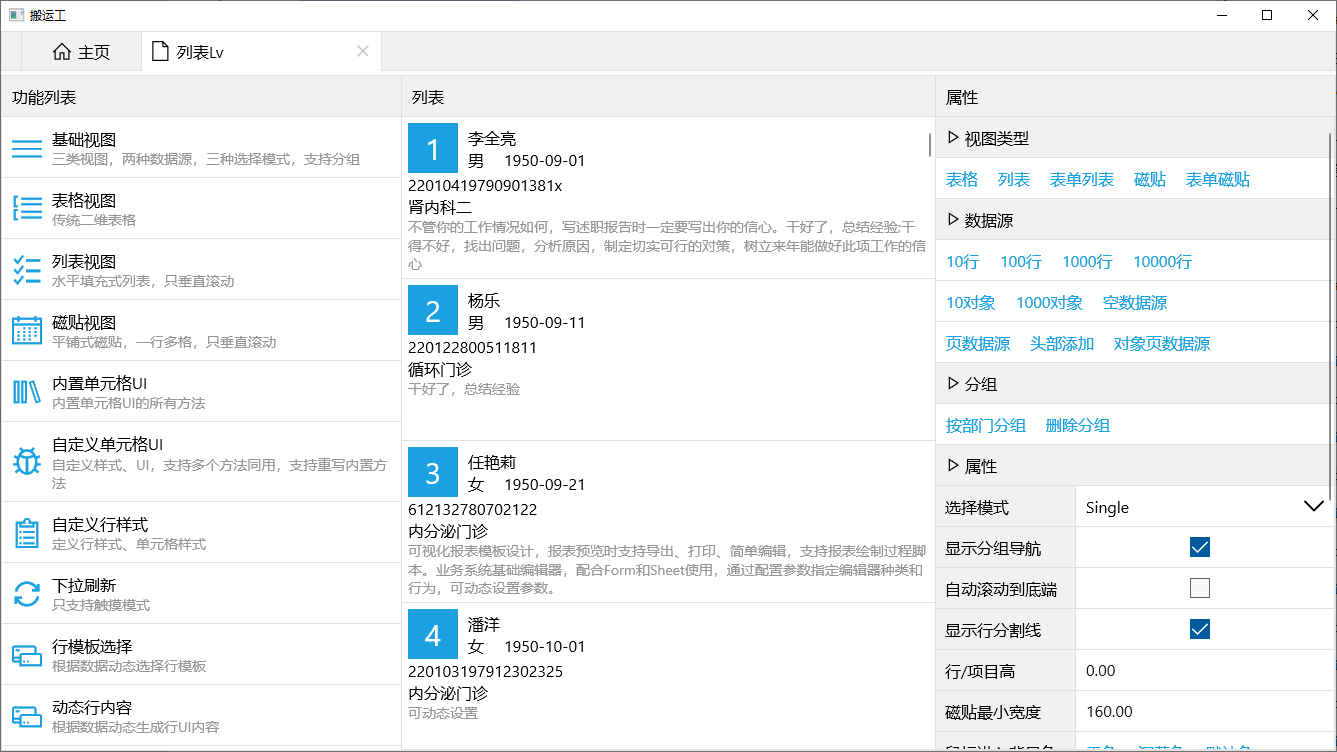 搬运工
主页
列表Lv
功能列表
基础视图
三类视图，两种数据源，三种选择模式，支持分组
表格视图
传统二维表格
列表视图
水平填充式列表，只垂直滚动
磁贴视图
平铺式磁贴，一行多格，只垂直滚动
内置单元格UI
内置单元格UI的所有方法
自定义单元格UI
自定义样式、UI，支持多个方法同用，支持重写内置方
法
自定义行样式
定义行样式、单元格样式
下拉刷新
只支持触摸模式
行模板选择
根据数据动态选择行模板
动态行内容
根据数据动态生成行UI内容
列表
1
李全亮
男 1950-09-01
22010419790901381x
肾内科二
不管你的工作情况如何，写述职报告时一定要写出你的信心。干好了，总结经验;干
得不好，找出问题，分析原因，制定切实可行的对策，树立来年能做好此项工作的信
心
2
杨乐
男 1950-09-11
220122800511811
循环门诊
干好了，总结经验
3
任艳莉
女 1950-09-21
612132780702122
内分泌门诊
可视化报表模板设计，报表预览时支持导出、打印、简单编辑，支持报表绘制过程脚
本。业务系统基础编辑器，配合Form和Sheet使用，通过配置参数指定编辑器种类和
行为，可动态设置参数。
4
潘洋
女 1950-10-01
220103197912302325
内分泌门诊
可动态设置
属性
视图类型
表格 列表 表单列表 磁贴 表单磁贴
数据源
10行 100行 1000行 10000行
10对象 1000对象 空数据源
页数据源 头部添加 对象页数据源
分组
按部门分组 删除分组
属性
选择模式 Single
显示分组导航
自动滚动到底端
显示行分割线
行/项目高 0.00
磁贴最小宽度 160.00